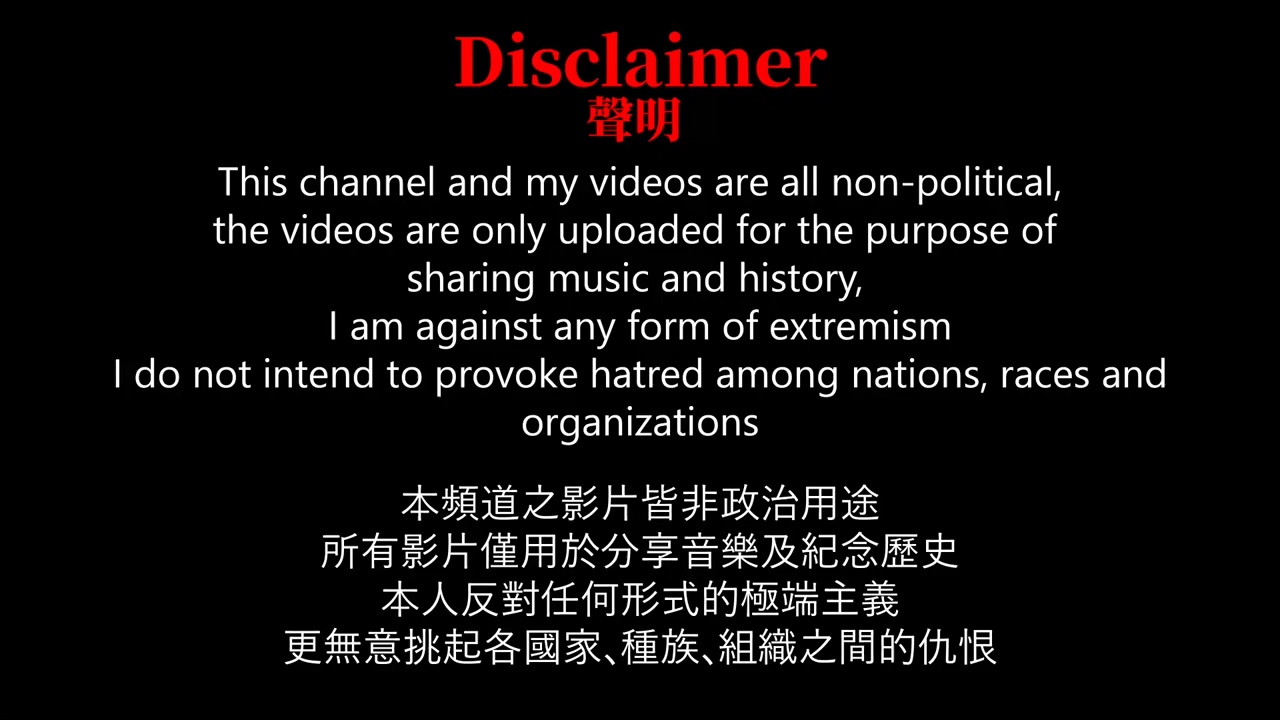 Disclaimer
聲明
This channel and my videos are all non-political,
the videos are only uploaded for the purpose of
sharing music and history,
I am against any form of extremism
I do not intend to provoke hatred among nations, races and
organizations
本頻道之影片皆非政治用途
所有影片僅用於分享音樂及紀念歷史
本人反對任何形式的極端主義
更無意挑起各國家、種族、組織之間的仇恨